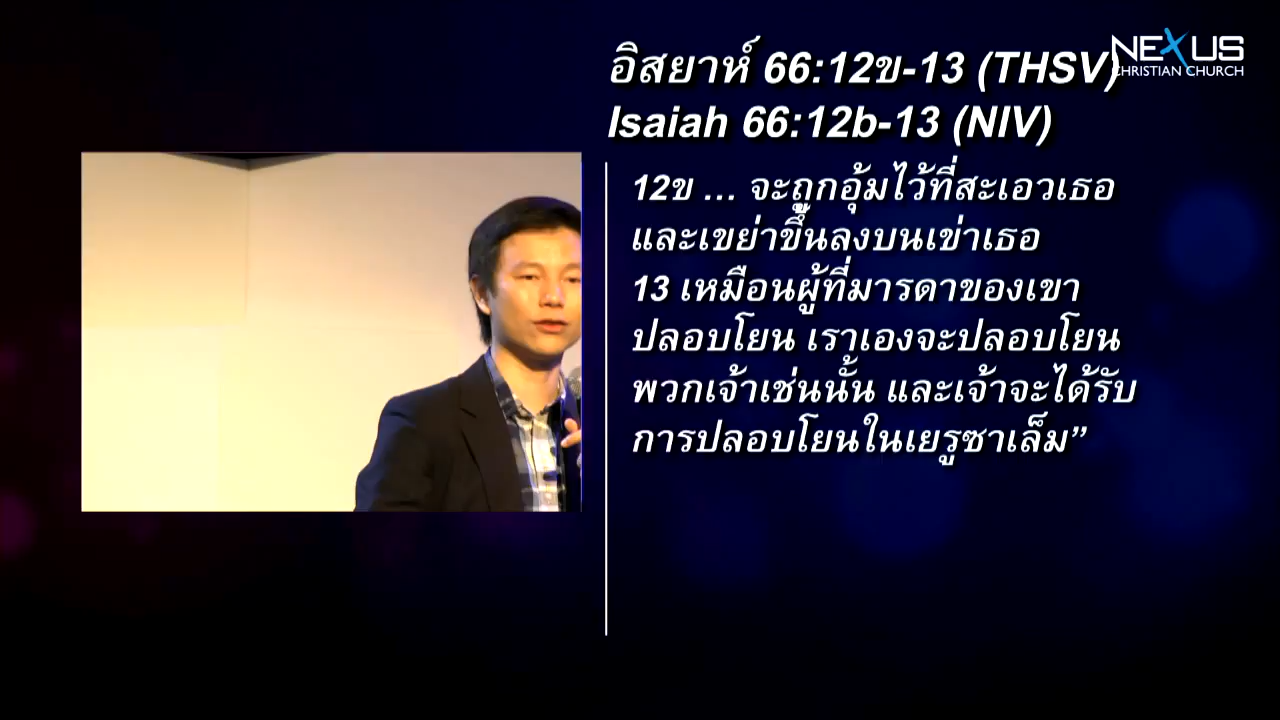 อิสยาห์ 66:12ข-13 (THSV)
NEXUS
CHRISTIAN CHURCH
Isaiah 66:12b-13 (NIV)
12ข ... จะถูกอุ้มไว้ที่สะเอวเธอ
และเขย่าขึ้นลงบนเข่าเธอ
13 เหมือนผู้ที่มารดาของเขา
ปลอบโยน เราเองจะปลอบโยน
พวกเจ้าเช่นนั้น และเจ้าจะได้รับ
การปลอบโยนในเยรูซาเล็ม”